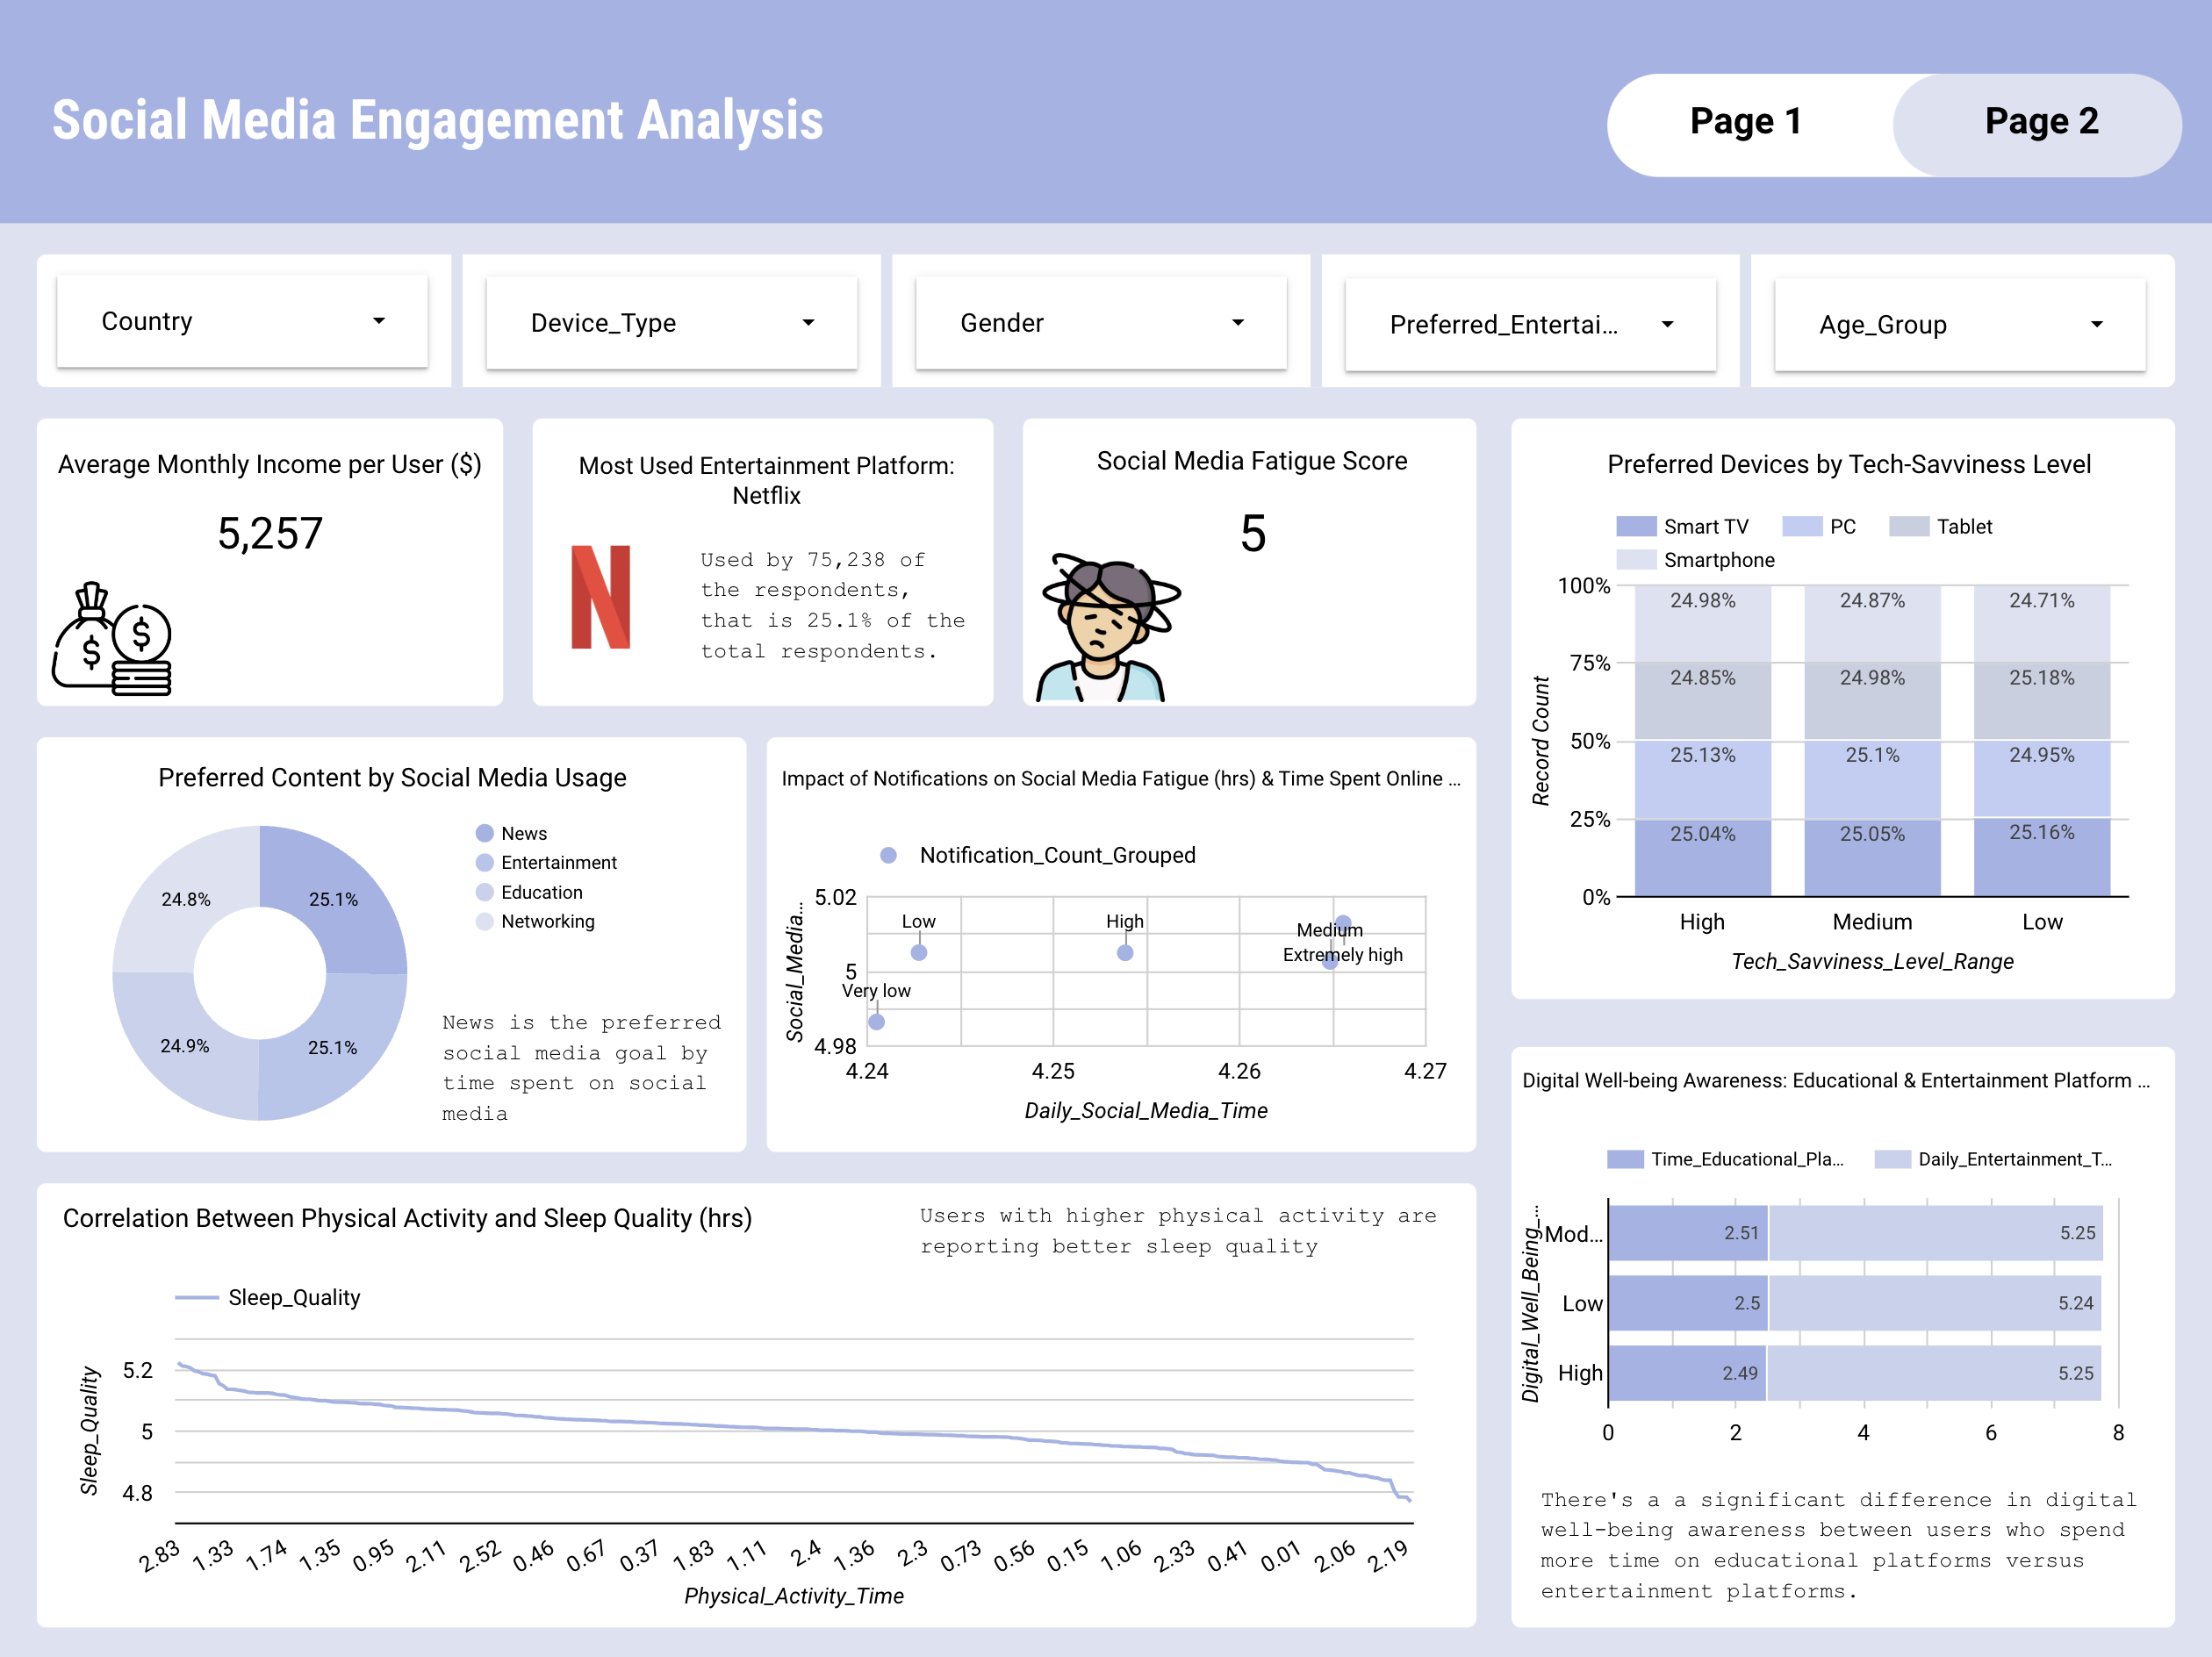 Social Media Engagement Analysis
Page 1
Page 2
Country
Device_Type
Gender
Preferred_Entertai...
Age_Group
Average Monthly Income per User ($)
5,257
$
$
Most Used Entertainment Platform:
Netflix
N
Used by 75,238 of
the respondents,
that is 25.1% of the
total respondents.
Social Media Fatigue Score
5
Preferred Devices by Tech-Savviness Level
Smart TV
PC
Tablet
Smartphone
Record Count
100%
75%
50%
25%
0%
24.98%
24.87%
24.71%
24.85%
24.98%
25.18%
25.13%
25.1%
24.95%
25.04%
25.05%
25.16%
High
Medium
Low
Tech_Savviness_Level_Range
Preferred Content by Social Media Usage
24.8%
25.1%
24.9%
25.1%
News
Entertainment
Education
Networking
News is the preferred
social media goal by
time spent on social
media
Impact of Notifications on Social Media Fatigue (hrs) & Time Spent Online ...
Notification_Count_Grouped
Social_Media...
5.02
5
4.98
Low
High
Medium
Extremely high
Very low
4.24
4.25
4.26
4.27
Daily_Social_Media_Time
Digital Well-being Awareness: Educational & Entertainment Platform ...
Time_Educational_Pla...
Daily_Entertainment_T...
Digital_Well_Being_...
Mod...
2.51
5.25
Low
2.5
5.24
High
2.49
5.25
0
2
4
6
8
There's a a significant difference in digital
well-being awareness between users who spend
more time on educational platforms versus
entertainment platforms.
Correlation Between Physical Activity and Sleep Quality (hrs)
Users with higher physical activity are
reporting better sleep quality
Sleep_Quality
Sleep_Quality
5.2
5
4.8
2.83
1.33
1.74
1.35
0.95
2.11
2.52
0.46
0.67
0.37
1.83
1.11
2.4
1.36
2.3
0.73
0.56
0.15
1.06
2.33
0.41
0.01
2.06
2.19
Physical_Activity_Time